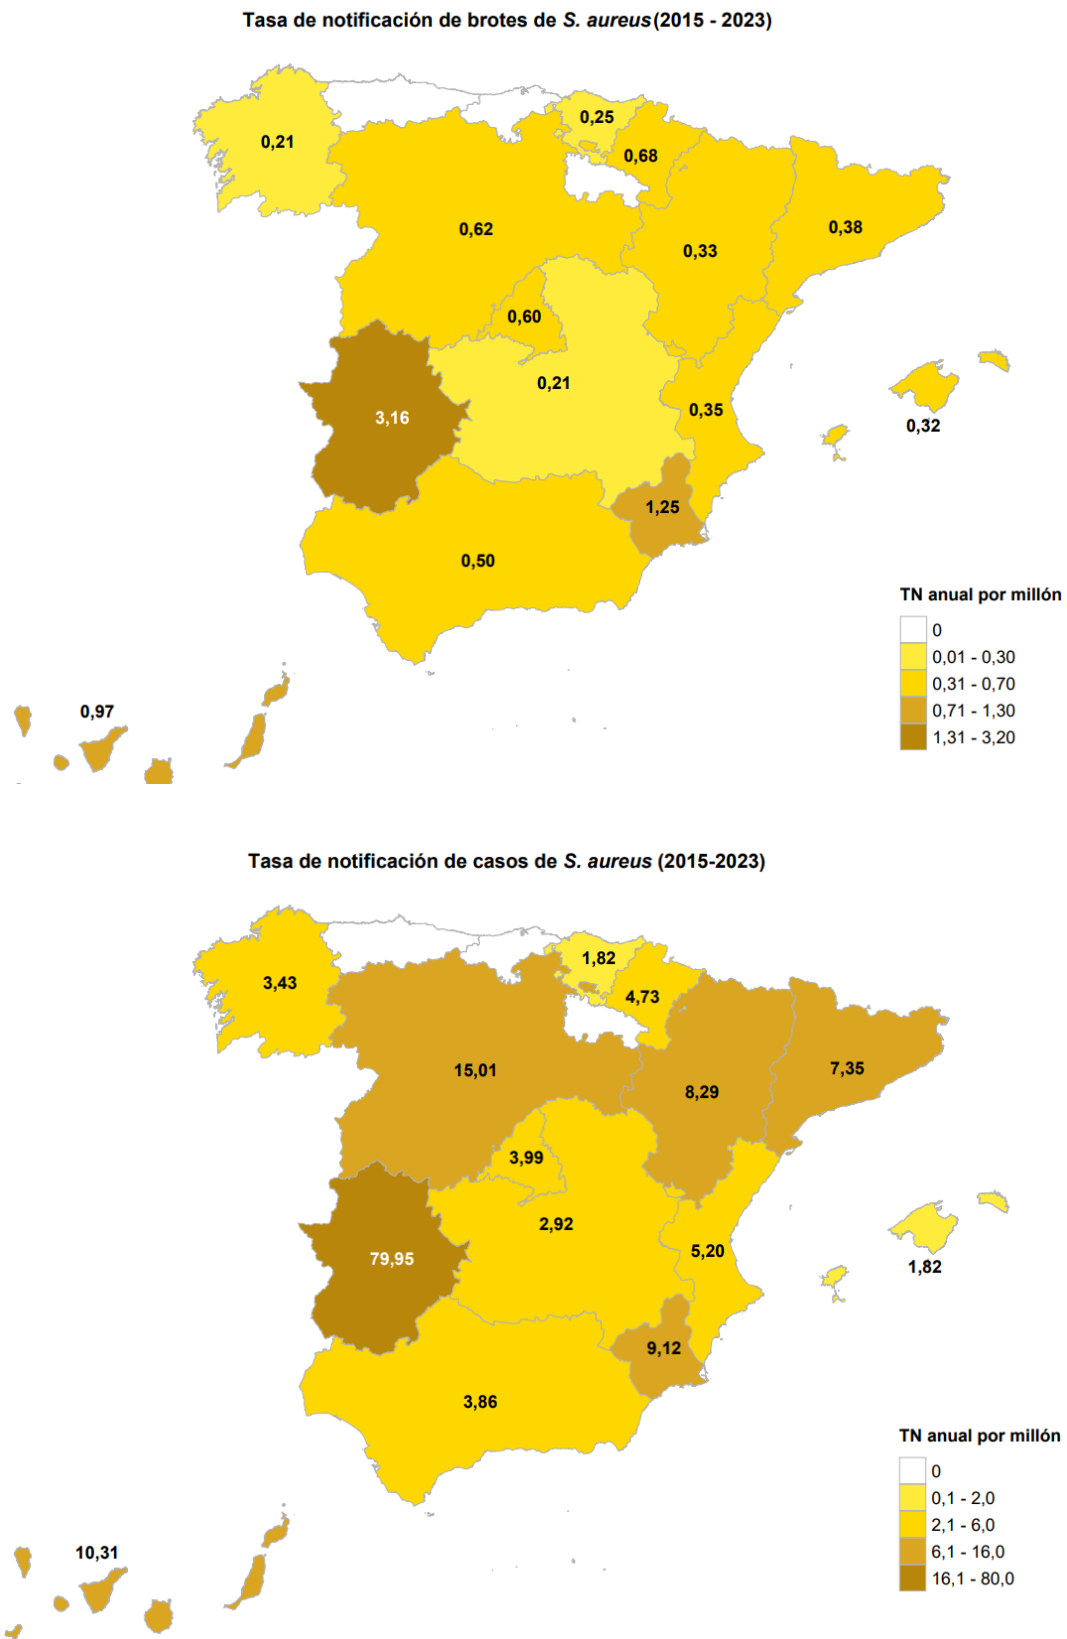 Tasa de notificación de brotes de S. aureus(2015 - 2023)
0,21
0,25
0,68
0,62
0,33
0,38
0,60
0,21
3,16
0,35
0,32
1,25
0,50
0,97
TN anual por millón
0
0,01 - 0,30
0,31 - 0,70
0,71 - 1,30
1,31 - 3,20
Tasa de notificación de casos de S. aureus (2015-2023)
3,43
1,82
4,73
15,01
8,29
7,35
3,99
2,92
79,95
5,20
1,82
9,12
3,86
10,31
TN anual por millón
0
0,1 - 2,0
2,1 - 6,0
6,1 - 16,0
16,1 - 80,0